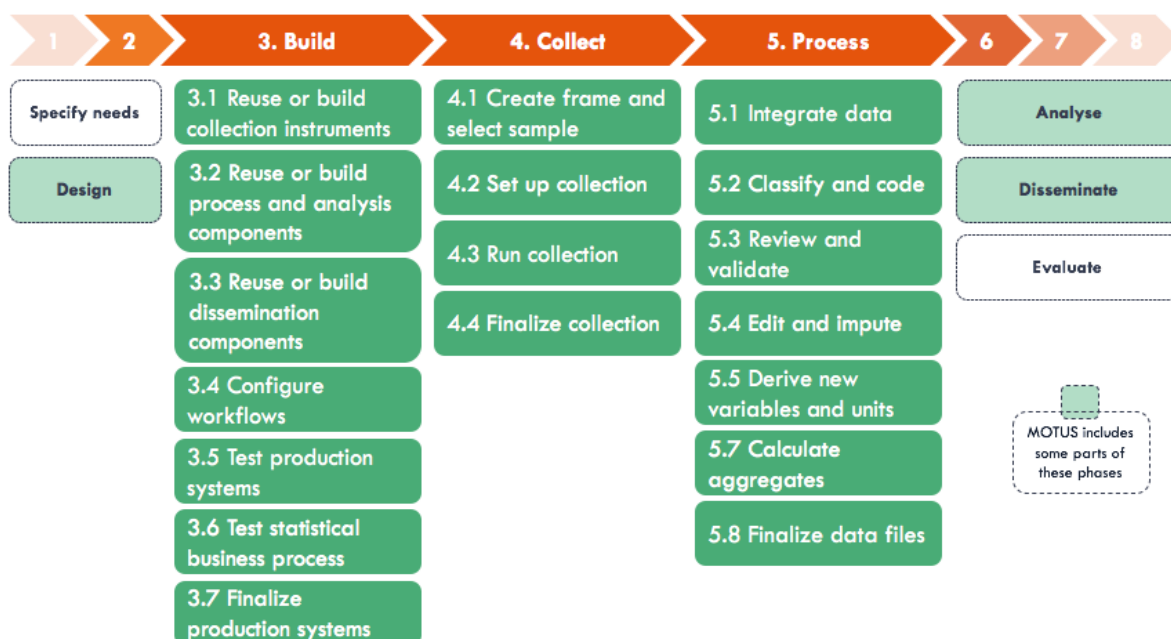 1
2
3. Build
4. Collect
5. Process
6
7
8
Specify needs
Design
3.1 Reuse or build
collection instruments
3.2 Reuse or build
process and analysis
components
3.3 Reuse or build
dissemination
components
3.4 Configure
workflows
3.5 Test production
systems
3.6 Test statistical
business process
3.7 Finalize
production systems
4.1 Create frame and
select sample
4.2 Set up collection
4.3 Run collection
4.4 Finalize collection
5.1 Integrate data
5.2 Classify and code
5.3 Review and
validate
5.4 Edit and impute
5.5 Derive new
variables and units
5.7 Calculate
aggregates
5.8 Finalize data files
Analyse
Disseminate
Evaluate
MOTUS includes
some parts of
these phases